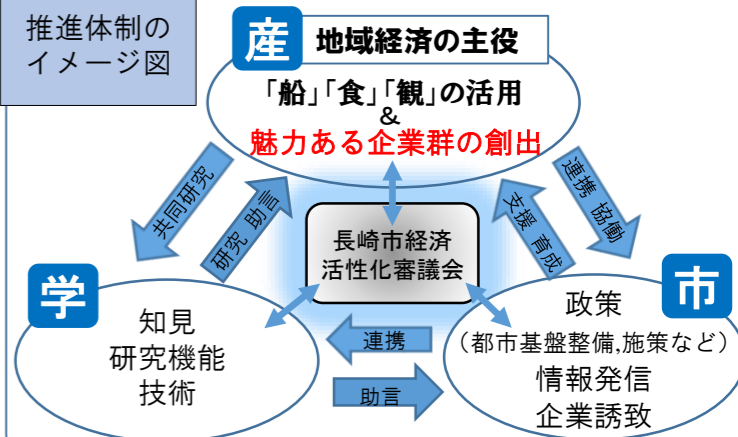 推進体制の
イメージ図
産
地域経済の主役
「船」「食」「観」の活用
&
魅力ある企業群の創出
共同研究
研究 助言
支援 育成
連携 協働
長崎市経済
活性化審議会
学
知見
研究機能
技術
連携
助言
市
政策
（都市基盤整備,施策など）
情報発信
企業誘致